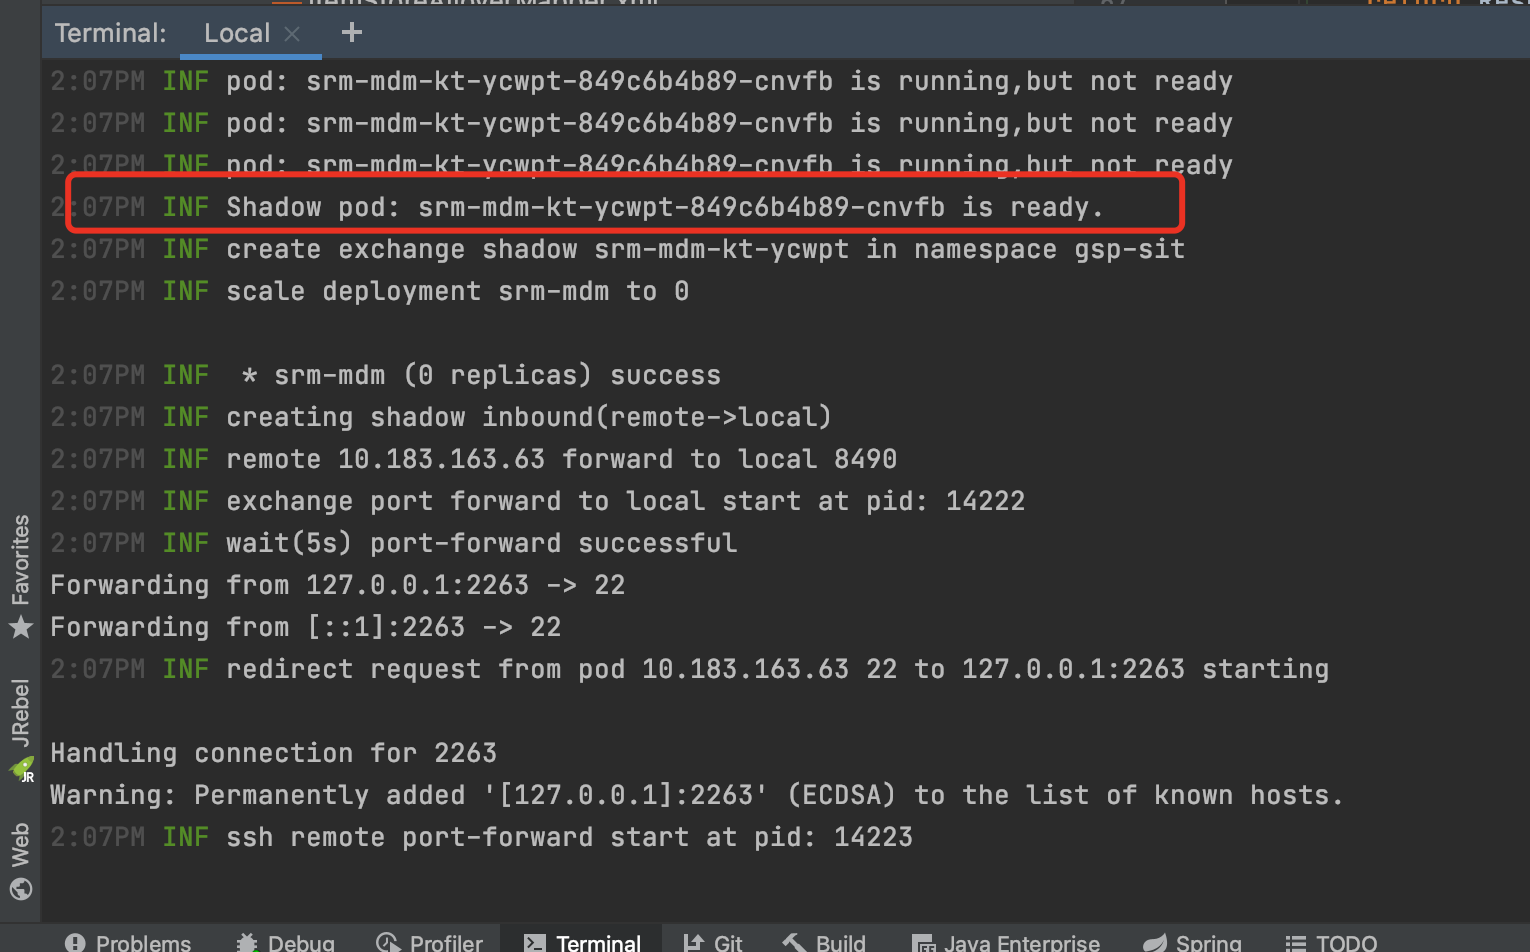 Terminal: Local × +
2:07PM INF pod: srm-mdm-kt-ycwpt-849c6b4b89-cnvfb is running,but not ready
2:07PM INF pod: srm-mdm-kt-ycwpt-849c6b4b89-cnvfb is running,but not ready
2:07PM INF pod: srm-mdm-kt-ycwpt-849c6b4b89-cnvfb is running,but not ready
2:07PM INF Shadow pod: srm-mdm-kt-ycwpt-849c6b4b89-cnvfb is ready.
2:07PM INF create exchange shadow srm-mdm-kt-ycwpt in namespace gsp-sit
2:07PM INF scale deployment srm-mdm to 0
2:07PM INF  * srm-mdm (0 replicas) success
2:07PM INF creating shadow inbound(remote->local)
2:07PM INF remote 10.183.163.63 forward to local 8490
2:07PM INF exchange port forward to local start at pid: 14222
2:07PM INF wait(5s) port-forward successful
Forwarding from 127.0.0.1:2263 -> 22
Forwarding from [::1]:2263 -> 22
2:07PM INF redirect request from pod 10.183.163.63 22 to 127.0.0.1:2263 starting
Handling connection for 2263
Warning: Permanently added '[127.0.0.1]:2263' (ECDSA) to the list of known hosts.
2:07PM INF ssh remote port-forward start at pid: 14223
Favorites
JRebel
JR
Web
Problems Debug Profiler Terminal Git Build Java Enterprise Spring TODO